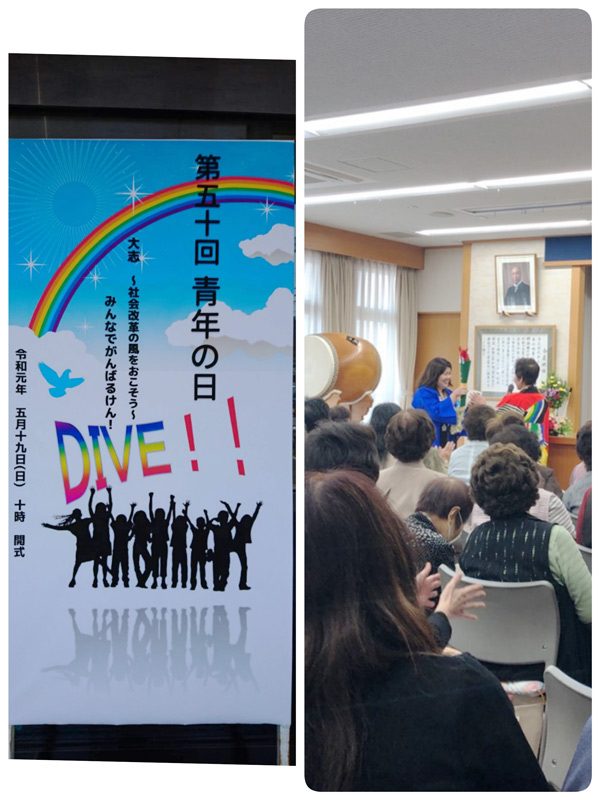 第五十回 青年の日
大志 ～社会改革の風をおこそう～
みんなでがんばるけん！
DIVE！！
令和元年 五月十九日(日) 十時 開式